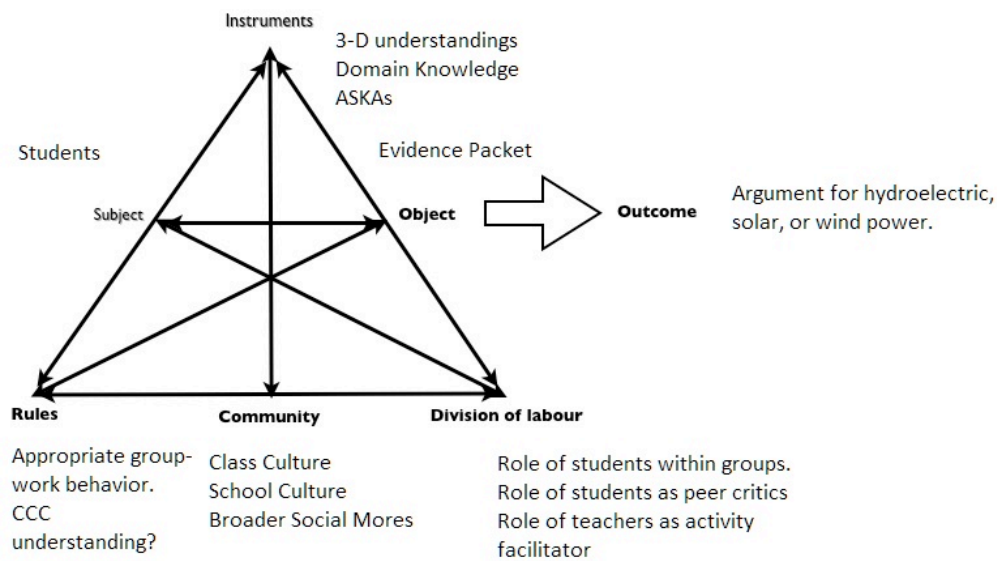 Instruments
3-D understandings
Domain Knowledge
ASKAs
Students
Evidence Packet
Subject
Object
Outcome
Argument for hydroelectric,
solar, or wind power.
Rules
Community
Division of labour
Appropriate group-
work behavior.
CCC
understanding?
Class Culture
School Culture
Broader Social Mores
Role of students within groups.
Role of students as peer critics
Role of teachers as activity
facilitator